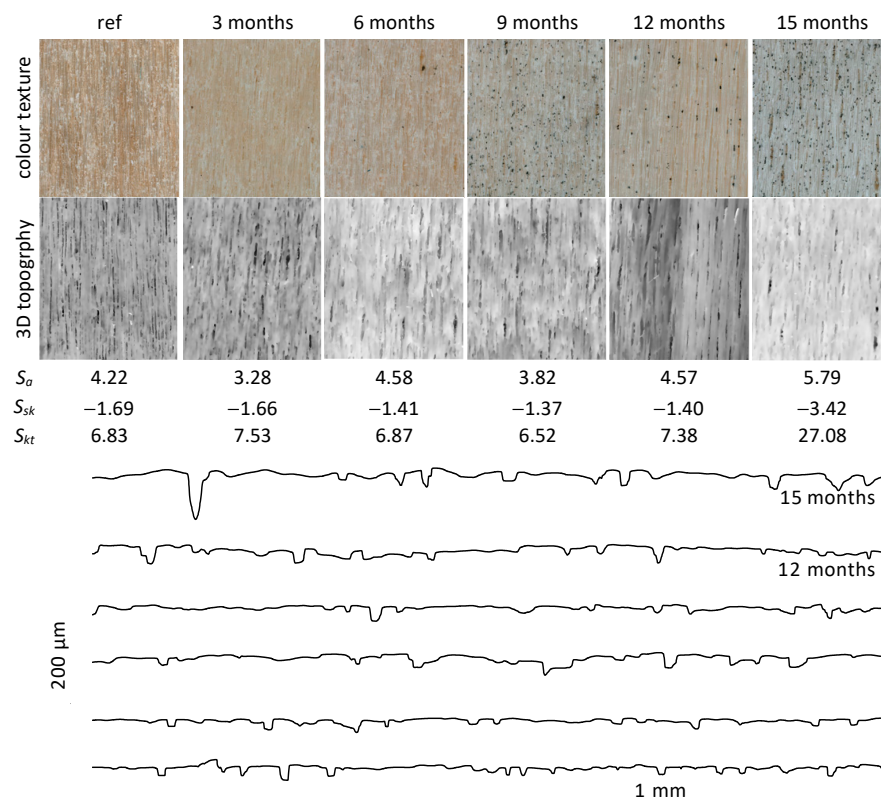 ref 3 months 6 months 9 months 12 months 15 months
colour texture
3D topogrphy
Sa 4.22 3.28 4.58 3.82 4.57 5.79
Ssk −1.69 −1.66 −1.41 −1.37 −1.40 −3.42
Skt 6.83 7.53 6.87 6.52 7.38 27.08
15 months
12 months
200 µm
1 mm